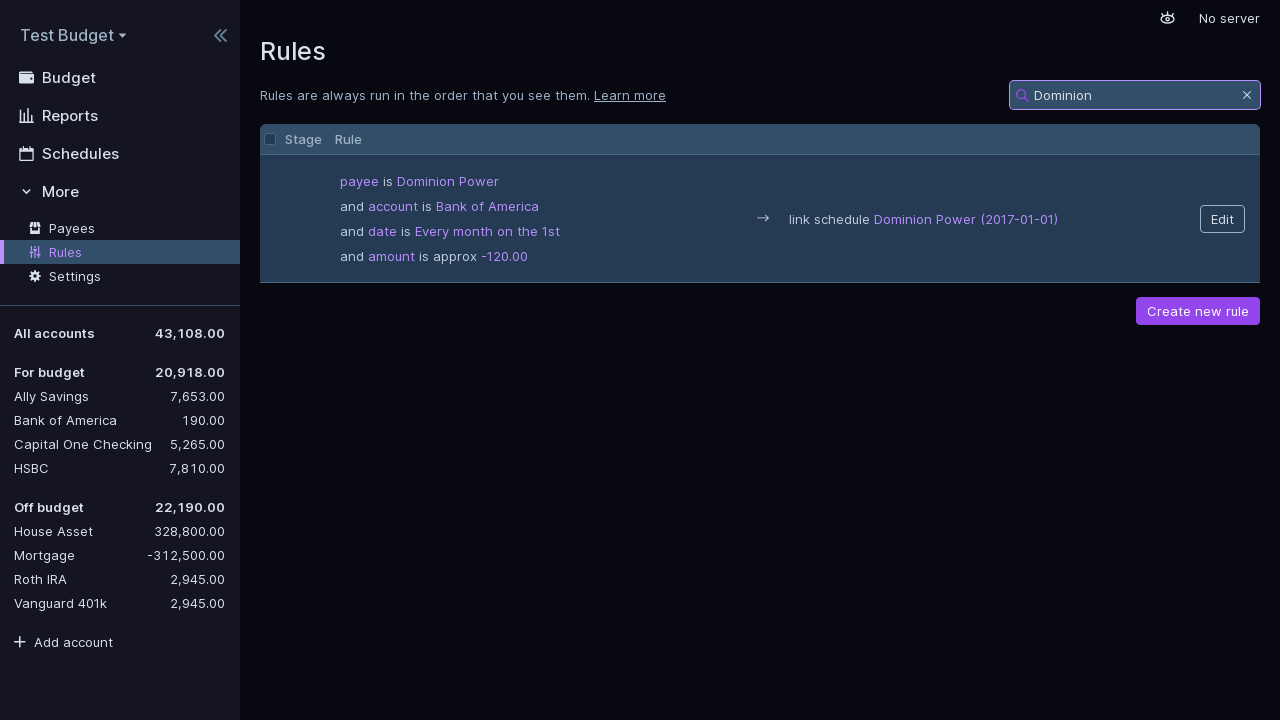 Test Budget
Budget
Reports
Schedules
More
Payees
Rules
Settings
All accounts 43,108.00
For budget 20,918.00
Ally Savings 7,653.00
Bank of America 190.00
Capital One Checking 5,265.00
HSBC 7,810.00
Off budget 22,190.00
House Asset 328,800.00
Mortgage -312,500.00
Roth IRA 2,945.00
Vanguard 401k 2,945.00
Add account
No server
Rules
Rules are always run in the order that you see them. Learn more
Dominion
Stage Rule
payee is Dominion Power
and account is Bank of America
and date is Every month on the 1st
and amount is approx -120.00
link schedule Dominion Power (2017-01-01)
Edit
Create new rule